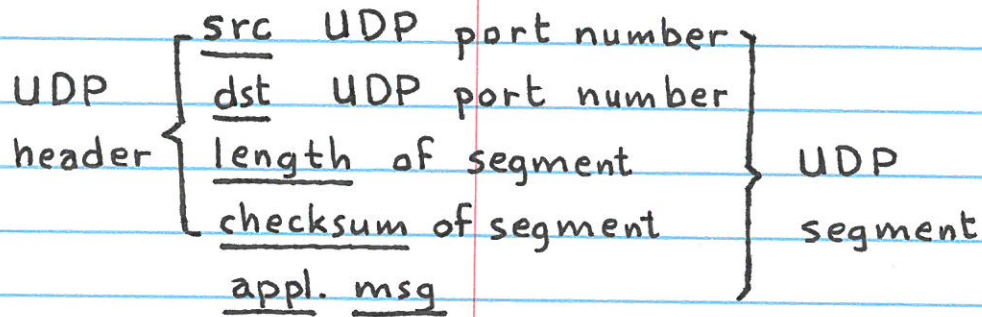 src UDP port number
UDP dst UDP port number
header length of segment UDP
checksum of segment segment
appl. msg